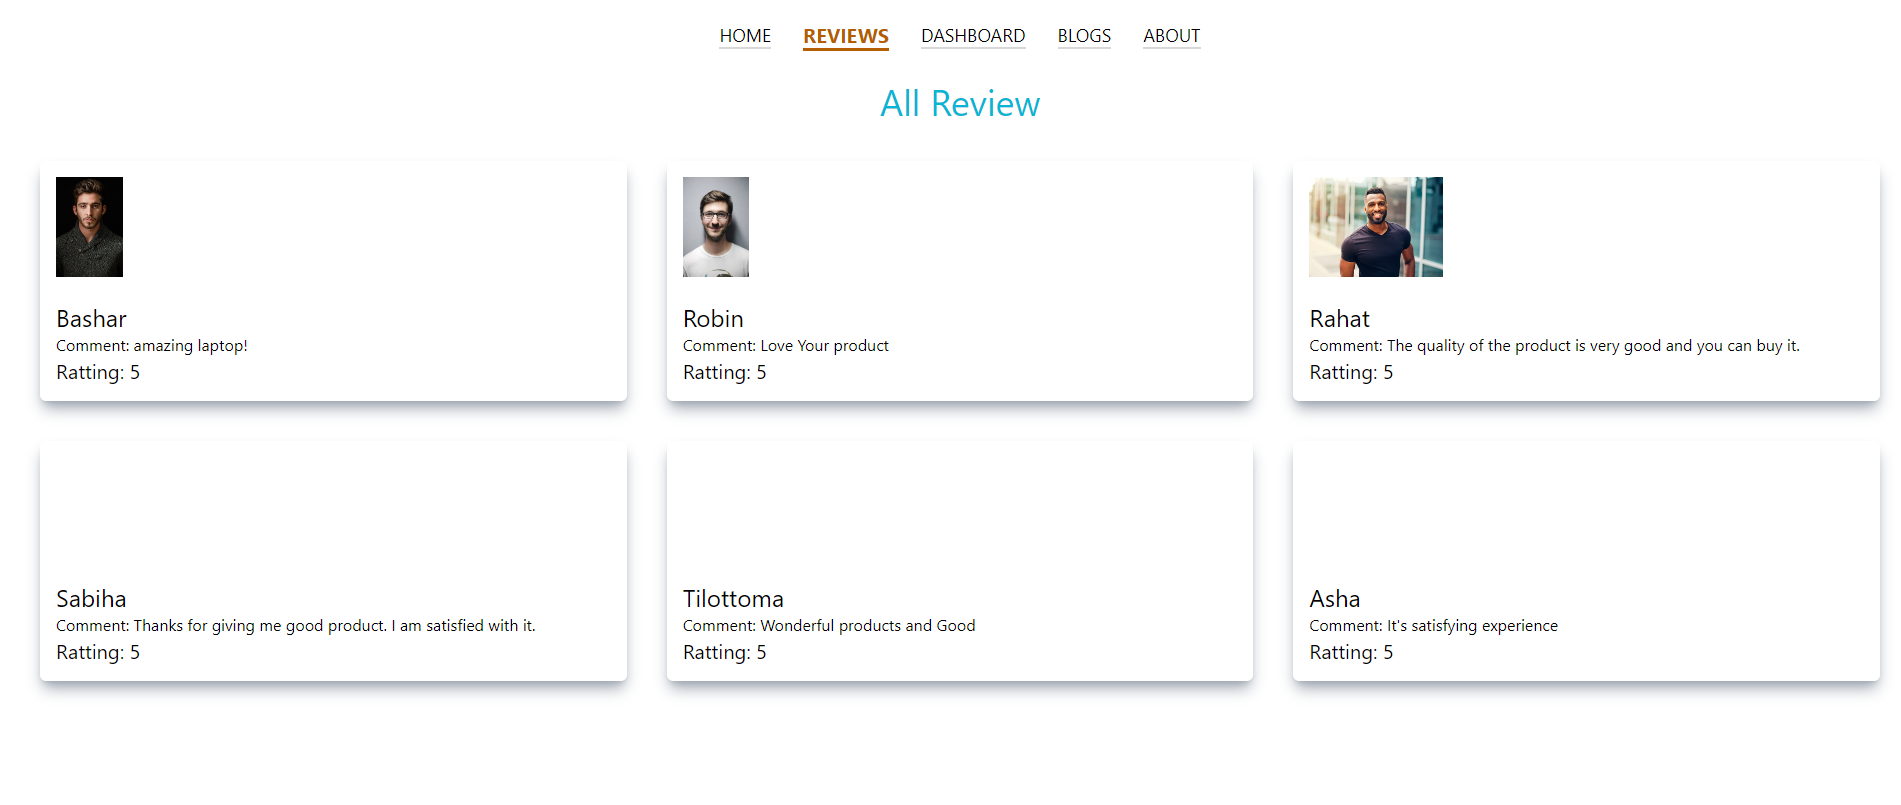 HOME REVIEWS DASHBOARD BLOGS ABOUT
All Review
Bashar
Comment: amazing laptop!
Ratting: 5
Robin
Comment: Love Your product
Ratting: 5
Rahat
Comment: The quality of the product is very good and you can buy it.
Ratting: 5
Sabiha
Comment: Thanks for giving me good product. I am satisfied with it.
Ratting: 5
Tilottoma
Comment: Wonderful products and Good
Ratting: 5
Asha
Comment: It's satisfying experience
Ratting: 5